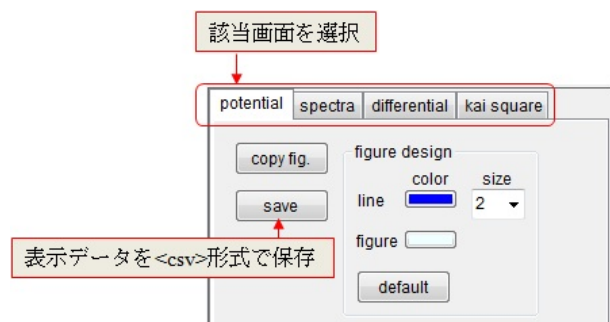 該当画面を選択
potential spectra differential kai square
copy fig.
figure design
color size
save
line 2
表示データを<csv>形式で保存
figure
default